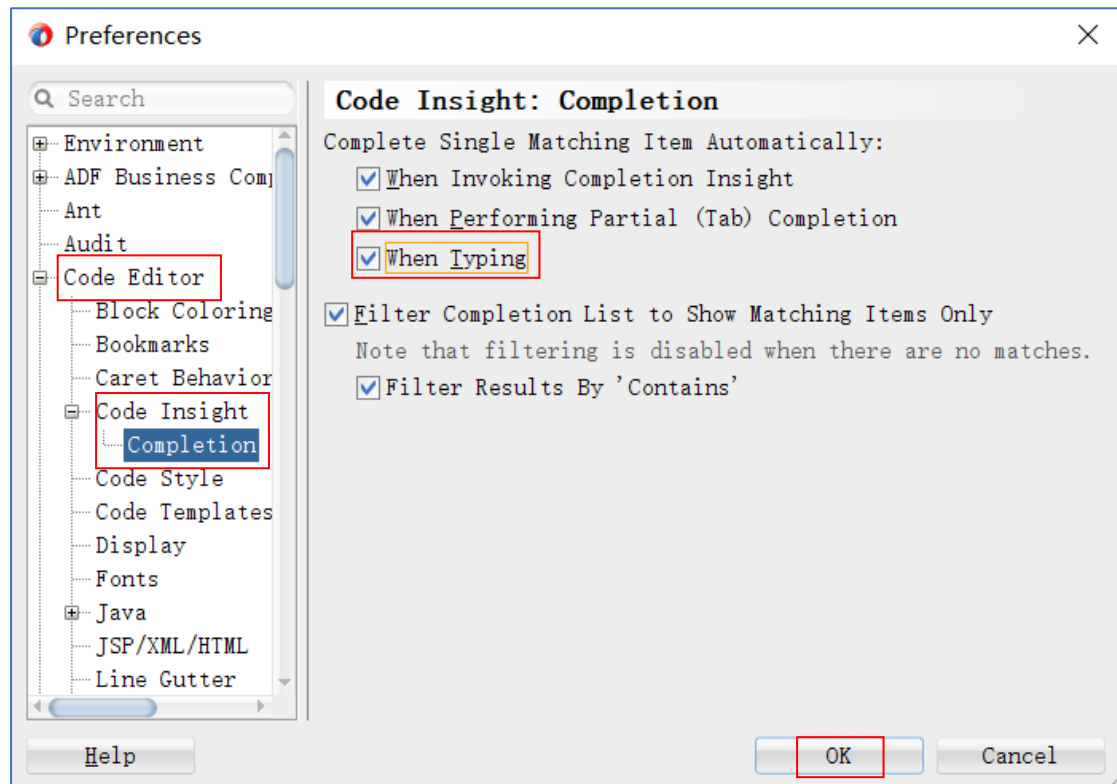 Preferences
Search
Environment
ADF Business Com
Ant
Audit
Code Editor
Block Coloring
Bookmarks
Caret Behavior
Code Insight
Completion
Code Style
Code Templates
Display
Fonts
Java
JSP/XML/HTML
Line Gutter
Code Insight: Completion
Complete Single Matching Item Automatically:
When Invoking Completion Insight
When Performing Partial (Tab) Completion
When Typing
Filter Completion List to Show Matching Items Only
Note that filtering is disabled when there are no matches.
Filter Results By 'Contains'
Help
OK
Cancel